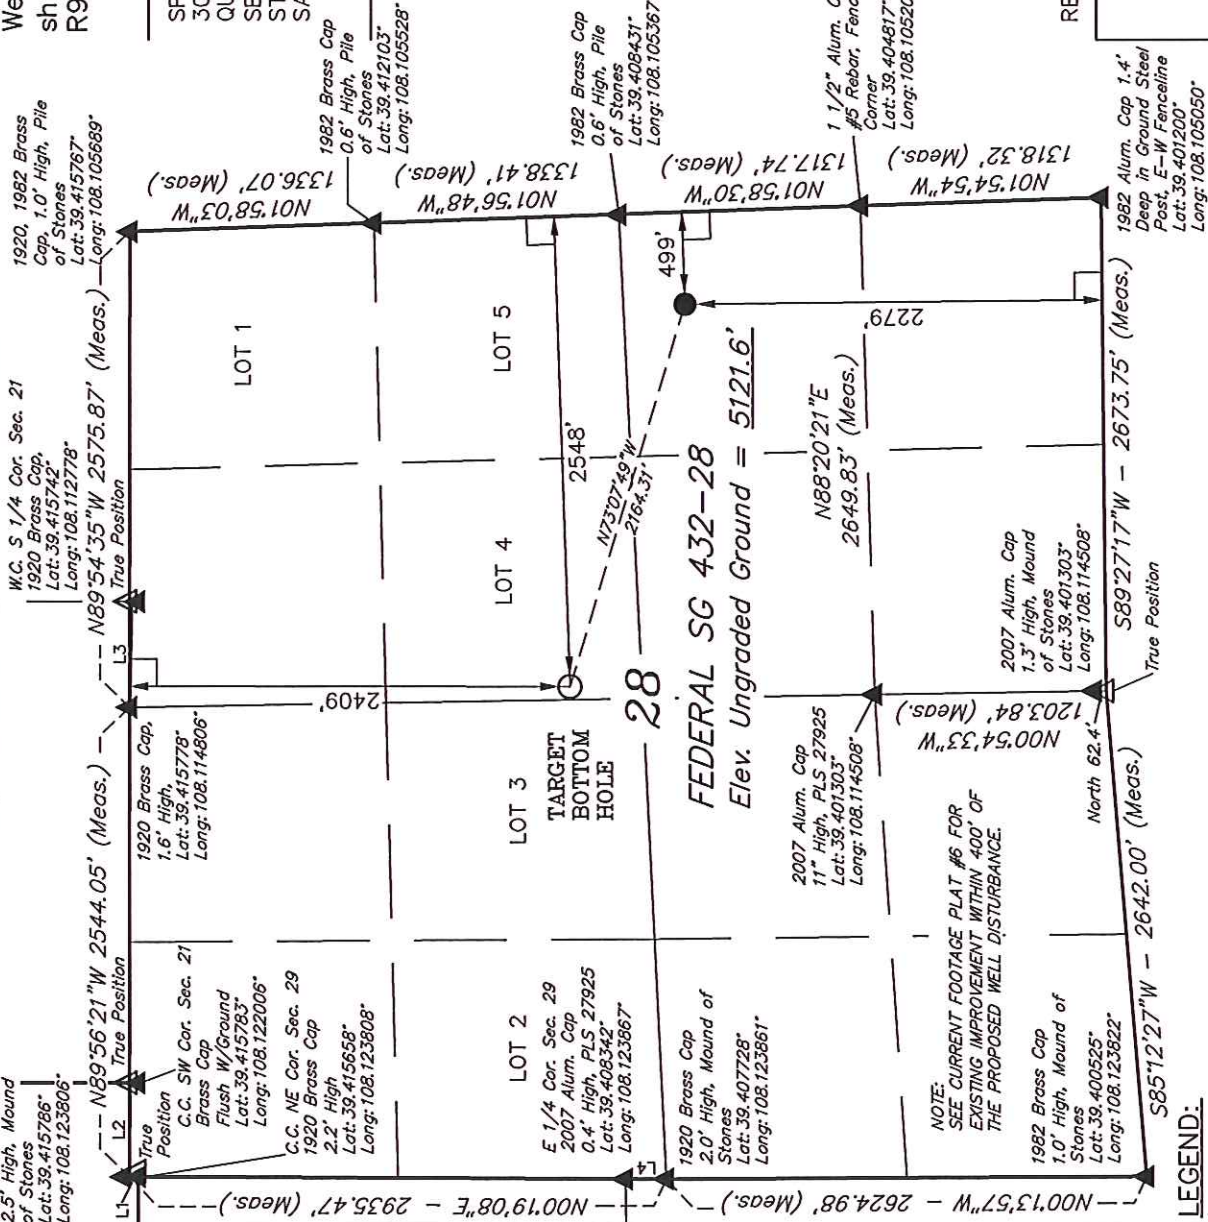 We
sh
R9
SE
ST
SA
RE
2.5' High, Mound
of Stones
Lat:39.415786°
Long:108.123806°
L1
L2
N89°56'21"W 2544.05' (Meas.)
True Position
True
Position
C.C. SW Cor. Sec. 21
Brass Cap
Flush W/Ground
Lat:39.415783°
Long:108.122006°
C.C. NE Cor. Sec. 29
1920 Brass Cap
2.2' High
Lat:39.415658°
Long:108.123808°
1920 Brass Cap,
1.6' High,
Lat:39.415778°
Long:108.114806°
L3
W.C. S 1/4 Cor. Sec. 21
1920 Brass Cap,
Lat:39.415742°
Long:108.112778°
N89°54'35"W 2575.87' (Meas.)
True Position
1920, 1982 Brass
Cap, 1.0' High, Pile
of Stones
Lat:39.415767°
Long:108.105689°
N01°58'03"W
1336.07' (Meas.)
1982 Brass Cap
0.6' High, Pile
of Stones
Lat:39.412103°
Long:108.105528°
N01°56'48"W
1338.41' (Meas.)
1982 Brass Cap
0.6' High, Pile
of Stones
Lat:39.408431°
Long:108.105367°
N01°58'30"W
1317.74' (Meas.)
1 1/2" Alum.
#5 Rebar,
Corner
Lat:39.404817°
Long:108.10520
N01°54'54"W
1318.32' (Meas.)
1982 Alum. Cap 1.4'
Deep in Ground Steel
Post, E-W Fenceline
Lat:39.401200°
Long:108.105050°
LOT 1
LOT 5
LOT 4
LOT 3
LOT 2
2409'
2548'
499'
2279'
N73°07'49"W
2164.31'
TARGET
BOTTOM
HOLE
28
FEDERAL SG 432-28
Elev. Ungraded Ground = 5121.6'
N88°20'21"E
2649.83' (Meas.)
E 1/4 Cor. Sec. 29
2007 Alum. Cap
0.4' High, PLS 27925
Lat:39.408342°
Long:108.123867°
L4
1920 Brass Cap
2.0' High, Mound of
Stones
Lat:39.407728°
Long:108.123861°
N00°19'08"E - 2935.47' (Meas.)
N00°13'57"W - 2624.98' (Meas.)
2007 Alum. Cap
11" High, PLS 27925
Lat:39.401303°
Long:108.114508°
N00°54'33"W
1203.84' (Meas.)
2007 Alum. Cap
1.3' High, Mound
of Stones
Lat:39.401303°
Long:108.114508°
North 62.4'
True Position
NOTE:
SEE CURRENT FOOTAGE PLAT #6 FOR
EXISTING IMPROVEMENT WITHIN 400' OF
THE PROPOSED WELL DISTURBANCE.
1982 Brass Cap
1.0' High, Mound of
Stones
Lat:39.400525°
Long:108.123822°
S85°12'27"W - 2642.00' (Meas.)
S89°27'17"W - 2673.75' (Meas.)
LEGEND: